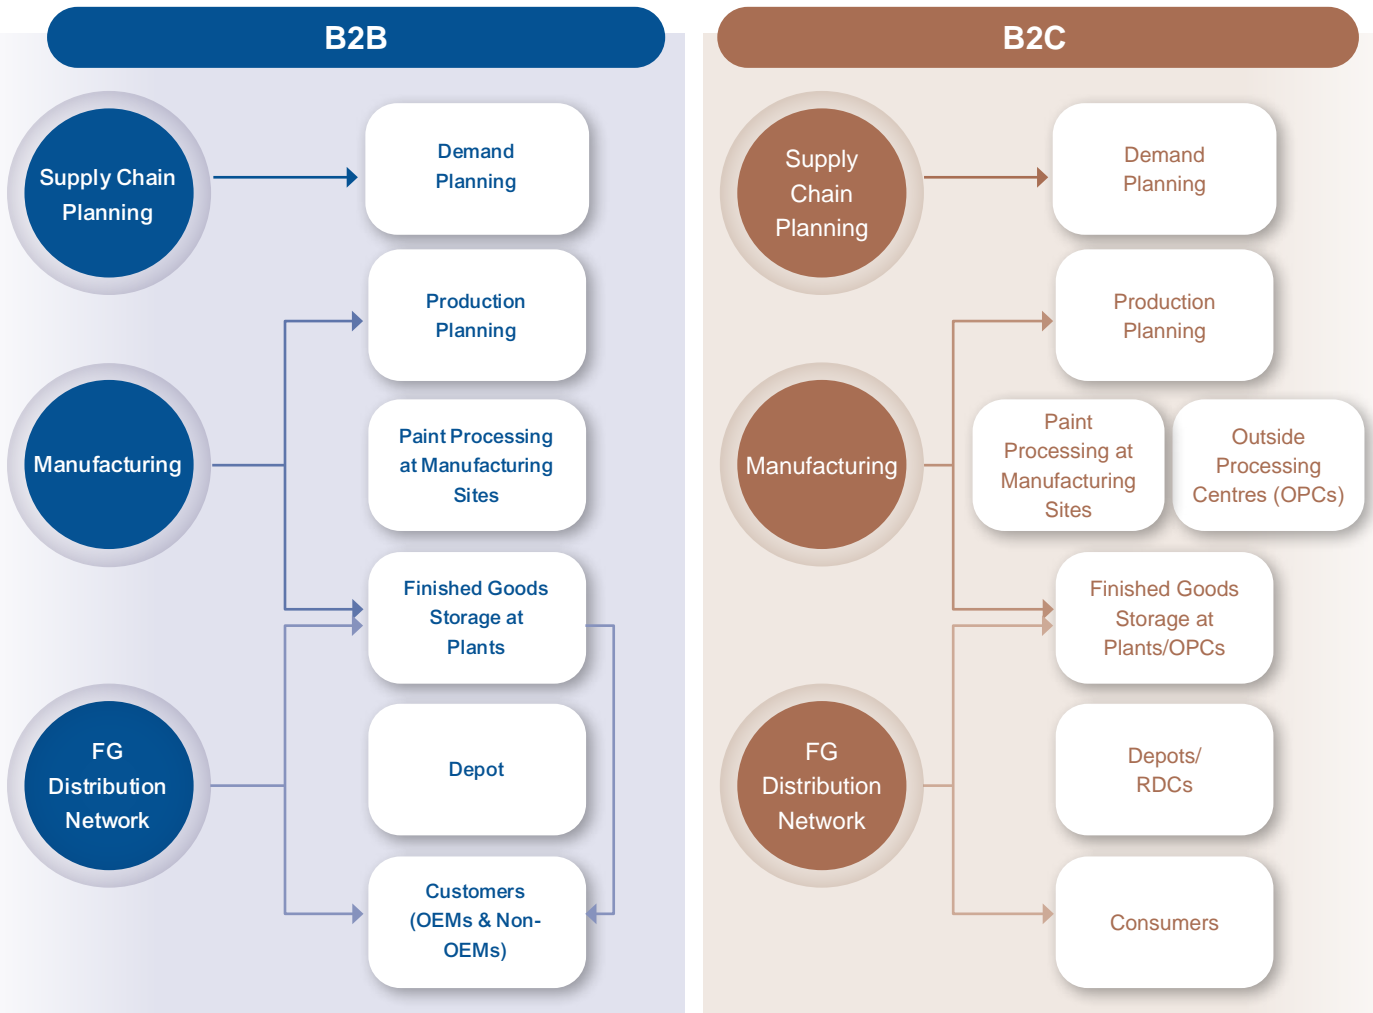 B2B
Supply Chain
Planning
Demand
Planning
Production
Planning
Manufacturing
Paint Processing
at Manufacturing
Sites
Finished Goods
Storage at
Plants
FG
Distribution
Network
Depot
Customers
(OEMs & Non-
OEMs)
B2C
Supply
Chain
Planning
Demand
Planning
Production
Planning
Manufacturing
Paint
Processing at
Manufacturing
Sites
Outside
Processing
Centres (OPCs)
Finished Goods
Storage at
Plants/OPCs
FG
Distribution
Network
Depots/
RDCs
Consumers